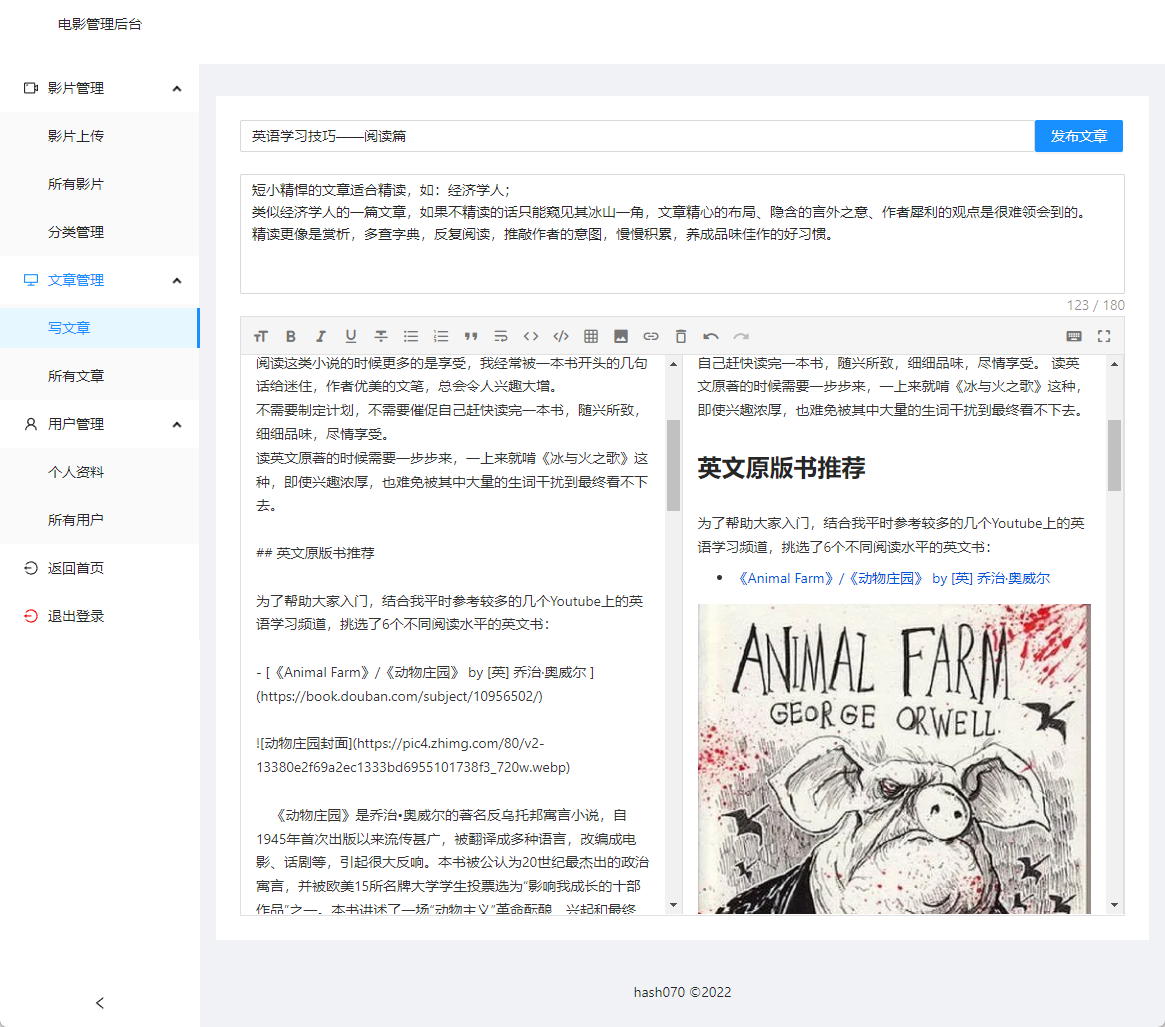 电影管理后台
影片管理
影片上传
所有影片
分类管理
文章管理
写文章
所有文章
用户管理
个人资料
所有用户
返回首页
退出登录
英语学习技巧——阅读篇
发布文章
短小精悍的文章适合精读，如：经济学人；
类似经济学人的一篇文章，如果不精读的话只能窥见其冰山一角，文章精心的布局、隐含的言外之意、作者犀利的观点是很难领会到的。
精读更像是赏析，多查字典，反复阅读，推敲作者的意图，慢慢积累，养成品味佳作的好习惯。
123 / 180
阅读这类小说的时候更多的是享受，我经常被一本书开头的几句
话给迷住，作者优美的文笔，总会令人兴趣大增。
不需要制定计划，不需要催促自己赶快读完一本书，随兴所致，
细细品味，尽情享受。
读英文原著的时候需要一步步来，一上来就啃《冰与火之歌》这
种，即使兴趣浓厚，也难免被其中大量的生词干扰到最终看不下
去。
## 英文原版书推荐
为了帮助大家入门，结合我平时参考较多的几个Youtube上的英
语学习频道，挑选了6个不同阅读水平的英文书：
- [《Animal Farm》/《动物庄园》 by [英] 乔治·奥威尔 ]
(https://book.douban.com/subject/10956502/)
![动物庄园封面](https://pic4.zhimg.com/80/v2-
13380e2f69a2ec1333bd6955101738f3_720w.webp)
《动物庄园》是乔治•奥威尔的著名反乌托邦寓言小说，自
1945年首次出版以来流传甚广，被翻译成多种语言，改编成电
影、话剧等，引起很大反响。本书被公认为20世纪最杰出的政治
寓言，并被欧美15所名牌大学学生投票选为“影响我成长的十部
作品”之一。本书讲述了一场“动物主义”革命酝酿、兴起和最终
自己赶快读完一本书，随兴所致，细细品味，尽情享受。 读英
文原著的时候需要一步步来，一上来就啃《冰与火之歌》这种，
即使兴趣浓厚，也难免被其中大量的生词干扰到最终看不下去。
英文原版书推荐
为了帮助大家入门，结合我平时参考较多的几个Youtube上的英
语学习频道，挑选了6个不同阅读水平的英文书：
《Animal Farm》/《动物庄园》 by [英] 乔治·奥威尔
ANIMAL FARM
GEORGE ORWELL.
hash070 ©2022